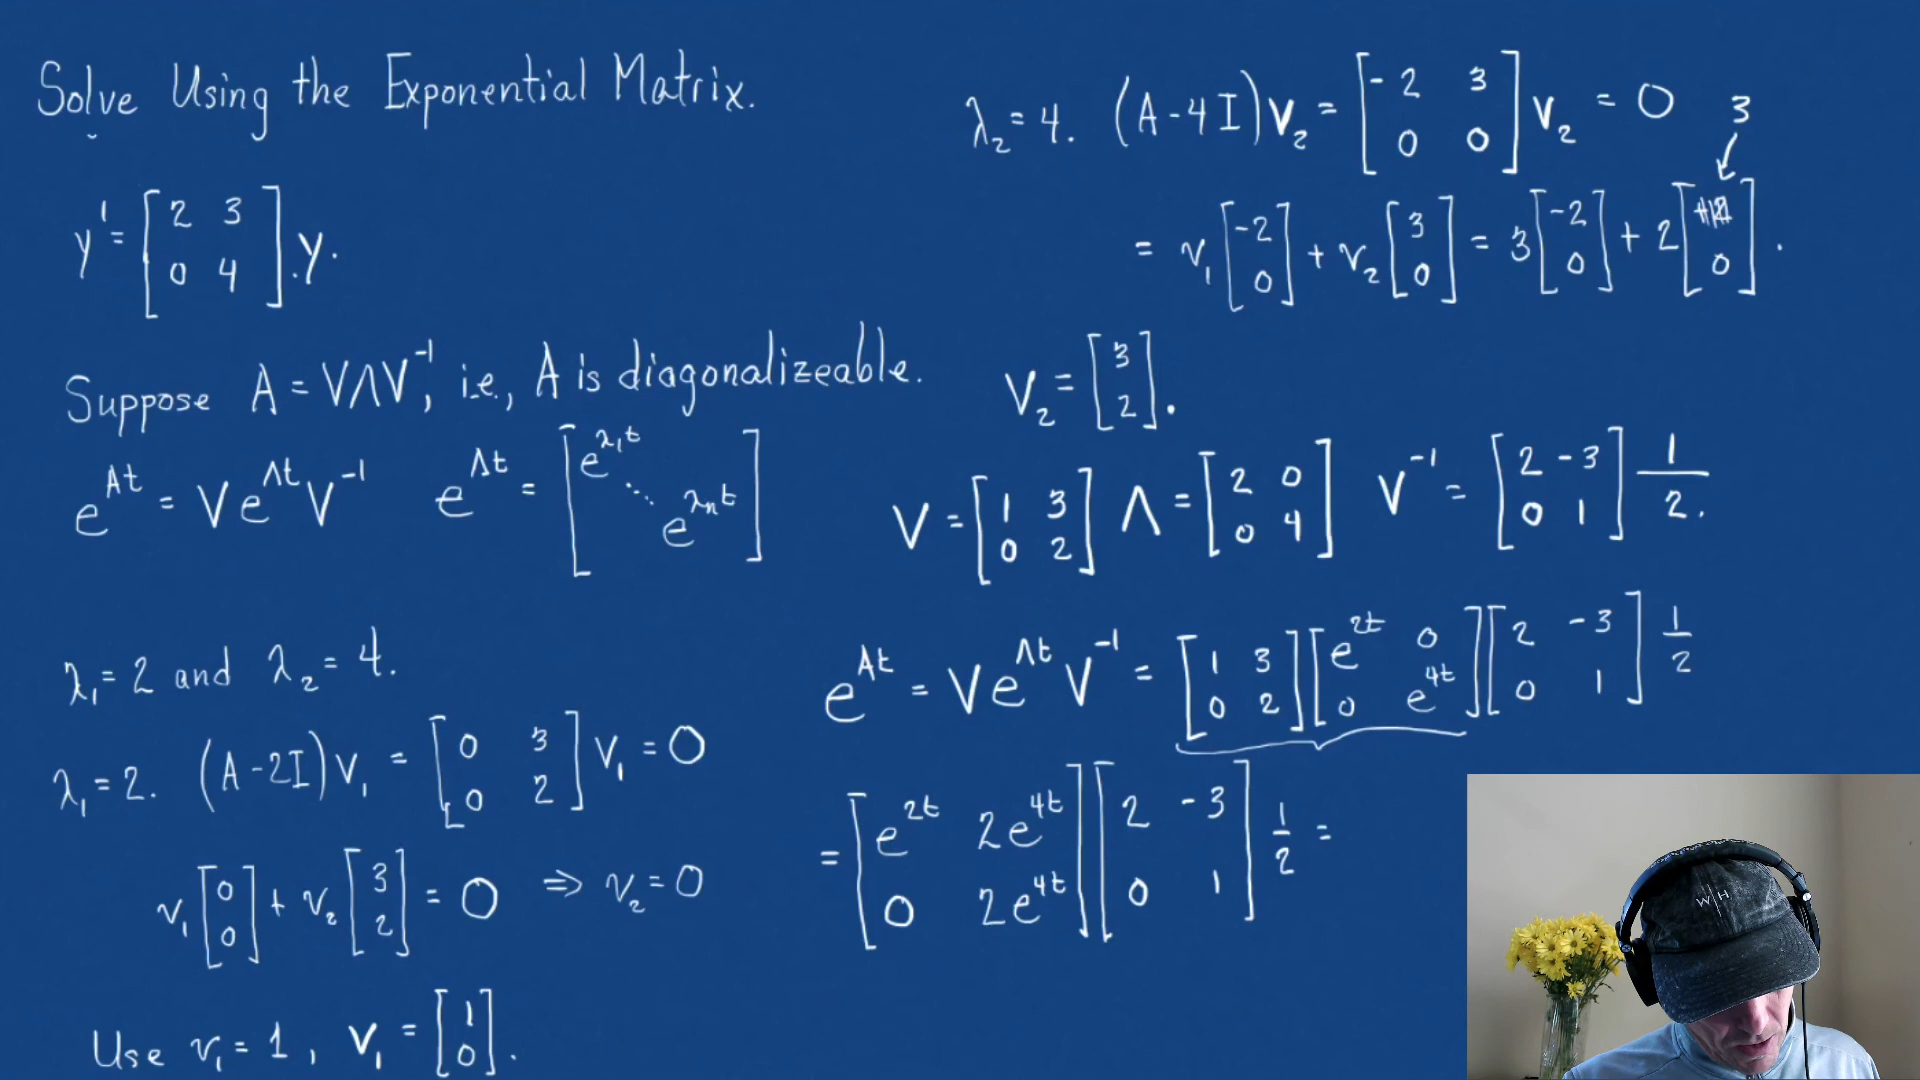 Solve Using the Exponential Matrix.
y' = [2 3; 0 4] . y.
Suppose A = VΛV⁻¹, i.e., A is diagonalizeable.
e^{At} = V e^{Λt} V⁻¹ e^{Λt} = [e^{λ₁t} ⋱ e^{λₙt}]
λ₁ = 2 and λ₂ = 4.
λ₁ = 2. (A - 2I)v₁ = [0 3; 0 2] v₁ = 0
v₁ [0; 0] + v₂ [3; 2] = 0 ⇒ v₂ = 0
Use v₁ = 1, v₁ = [1; 0].
λ₂ = 4. (A - 4I)v₂ = [-2 3; 0 0] v₂ = 0 3
= v₁ [-2; 0] + v₂ [3; 0] = 3 [-2; 0] + 2 [; 0].
v₂ = [3; 2].
V = [1 3; 0 2] Λ = [2 0; 0 4] V⁻¹ = [2 -3; 0 1] 1/2.
e^{At} = V e^{Λt} V⁻¹ = [1 3; 0 2] [e^{2t} 0; 0 e^{4t}] [2 -3; 0 1] 1/2
= [e^{2t} 2e^{4t}; 0 2e^{4t}] [2 -3; 0 1] 1/2 =
W|H